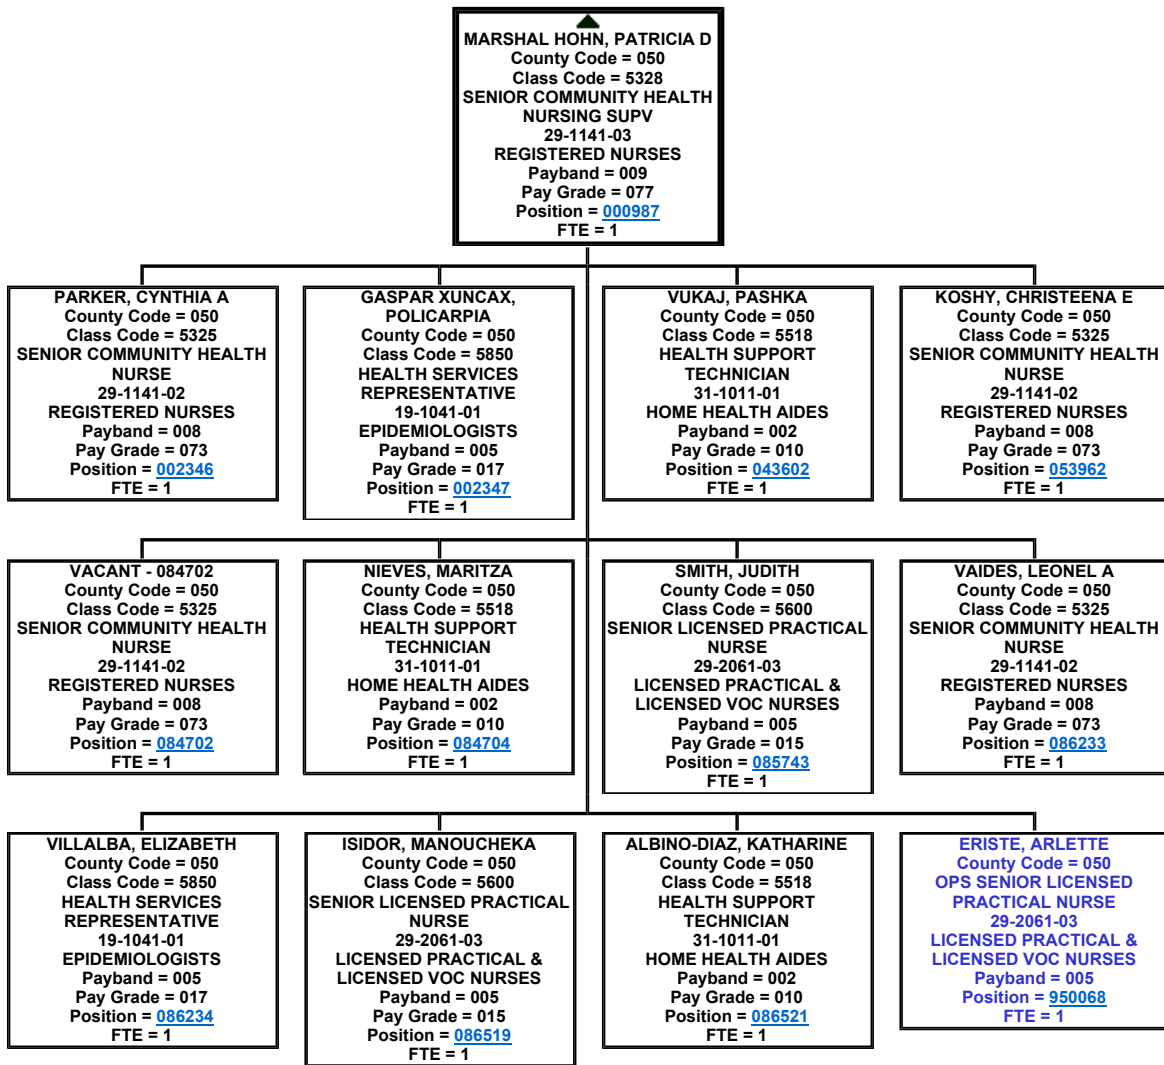 MARSHAL HOHN, PATRICIA D
County Code = 050
Class Code = 5328
SENIOR COMMUNITY HEALTH
NURSING SUPV
29-1141-03
REGISTERED NURSES
Payband = 009
Pay Grade = 077
Position = 000987
FTE = 1
PARKER, CYNTHIA A
County Code = 050
Class Code = 5325
SENIOR COMMUNITY HEALTH
NURSE
29-1141-02
REGISTERED NURSES
Payband = 008
Pay Grade = 073
Position = 002346
FTE = 1
GASPAR XUNCAX,
POLICARPIA
County Code = 050
Class Code = 5850
HEALTH SERVICES
REPRESENTATIVE
19-1041-01
EPIDEMIOLOGISTS
Payband = 005
Pay Grade = 017
Position = 002347
FTE = 1
VUKAJ, PASHKA
County Code = 050
Class Code = 5518
HEALTH SUPPORT
TECHNICIAN
31-1011-01
HOME HEALTH AIDES
Payband = 002
Pay Grade = 010
Position = 043602
FTE = 1
KOSHY, CHRISTEENA E
County Code = 050
Class Code = 5325
SENIOR COMMUNITY HEALTH
NURSE
29-1141-02
REGISTERED NURSES
Payband = 008
Pay Grade = 073
Position = 053962
FTE = 1
VACANT - 084702
County Code = 050
Class Code = 5325
SENIOR COMMUNITY HEALTH
NURSE
29-1141-02
REGISTERED NURSES
Payband = 008
Pay Grade = 073
Position = 084702
FTE = 1
NIEVES, MARITZA
County Code = 050
Class Code = 5518
HEALTH SUPPORT
TECHNICIAN
31-1011-01
HOME HEALTH AIDES
Payband = 002
Pay Grade = 010
Position = 084704
FTE = 1
SMITH, JUDITH
County Code = 050
Class Code = 5600
SENIOR LICENSED PRACTICAL
NURSE
29-2061-03
LICENSED PRACTICAL &
LICENSED VOC NURSES
Payband = 005
Pay Grade = 015
Position = 085743
FTE = 1
VAIDES, LEONEL A
County Code = 050
Class Code = 5325
SENIOR COMMUNITY HEALTH
NURSE
29-1141-02
REGISTERED NURSES
Payband = 008
Pay Grade = 073
Position = 086233
FTE = 1
VILLALBA, ELIZABETH
County Code = 050
Class Code = 5850
HEALTH SERVICES
REPRESENTATIVE
19-1041-01
EPIDEMIOLOGISTS
Payband = 005
Pay Grade = 017
Position = 086234
FTE = 1
ISIDOR, MANOUCHEKA
County Code = 050
Class Code = 5600
SENIOR LICENSED PRACTICAL
NURSE
29-2061-03
LICENSED PRACTICAL &
LICENSED VOC NURSES
Payband = 005
Pay Grade = 015
Position = 086519
FTE = 1
ALBINO-DIAZ, KATHARINE
County Code = 050
Class Code = 5518
HEALTH SUPPORT
TECHNICIAN
31-1011-01
HOME HEALTH AIDES
Payband = 002
Pay Grade = 010
Position = 086521
FTE = 1
ERISTE, ARLETTE
County Code = 050
OPS SENIOR LICENSED
PRACTICAL NURSE
29-2061-03
LICENSED PRACTICAL &
LICENSED VOC NURSES
Payband = 005
Position = 950068
FTE = 1